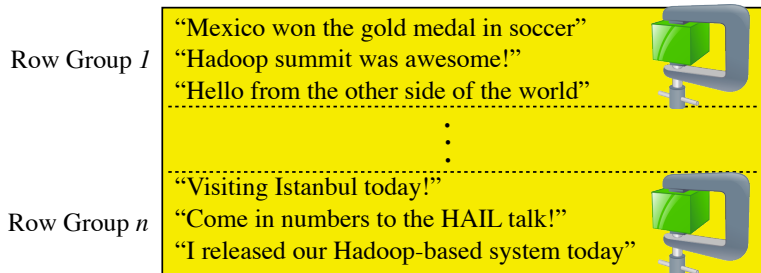 Row Group 1
“Mexico won the gold medal in soccer”
“Hadoop summit was awesome!”
“Hello from the other side of the world”
Row Group n
“Visiting Istanbul today!”
“Come in numbers to the HAIL talk!”
“I released our Hadoop-based system today”